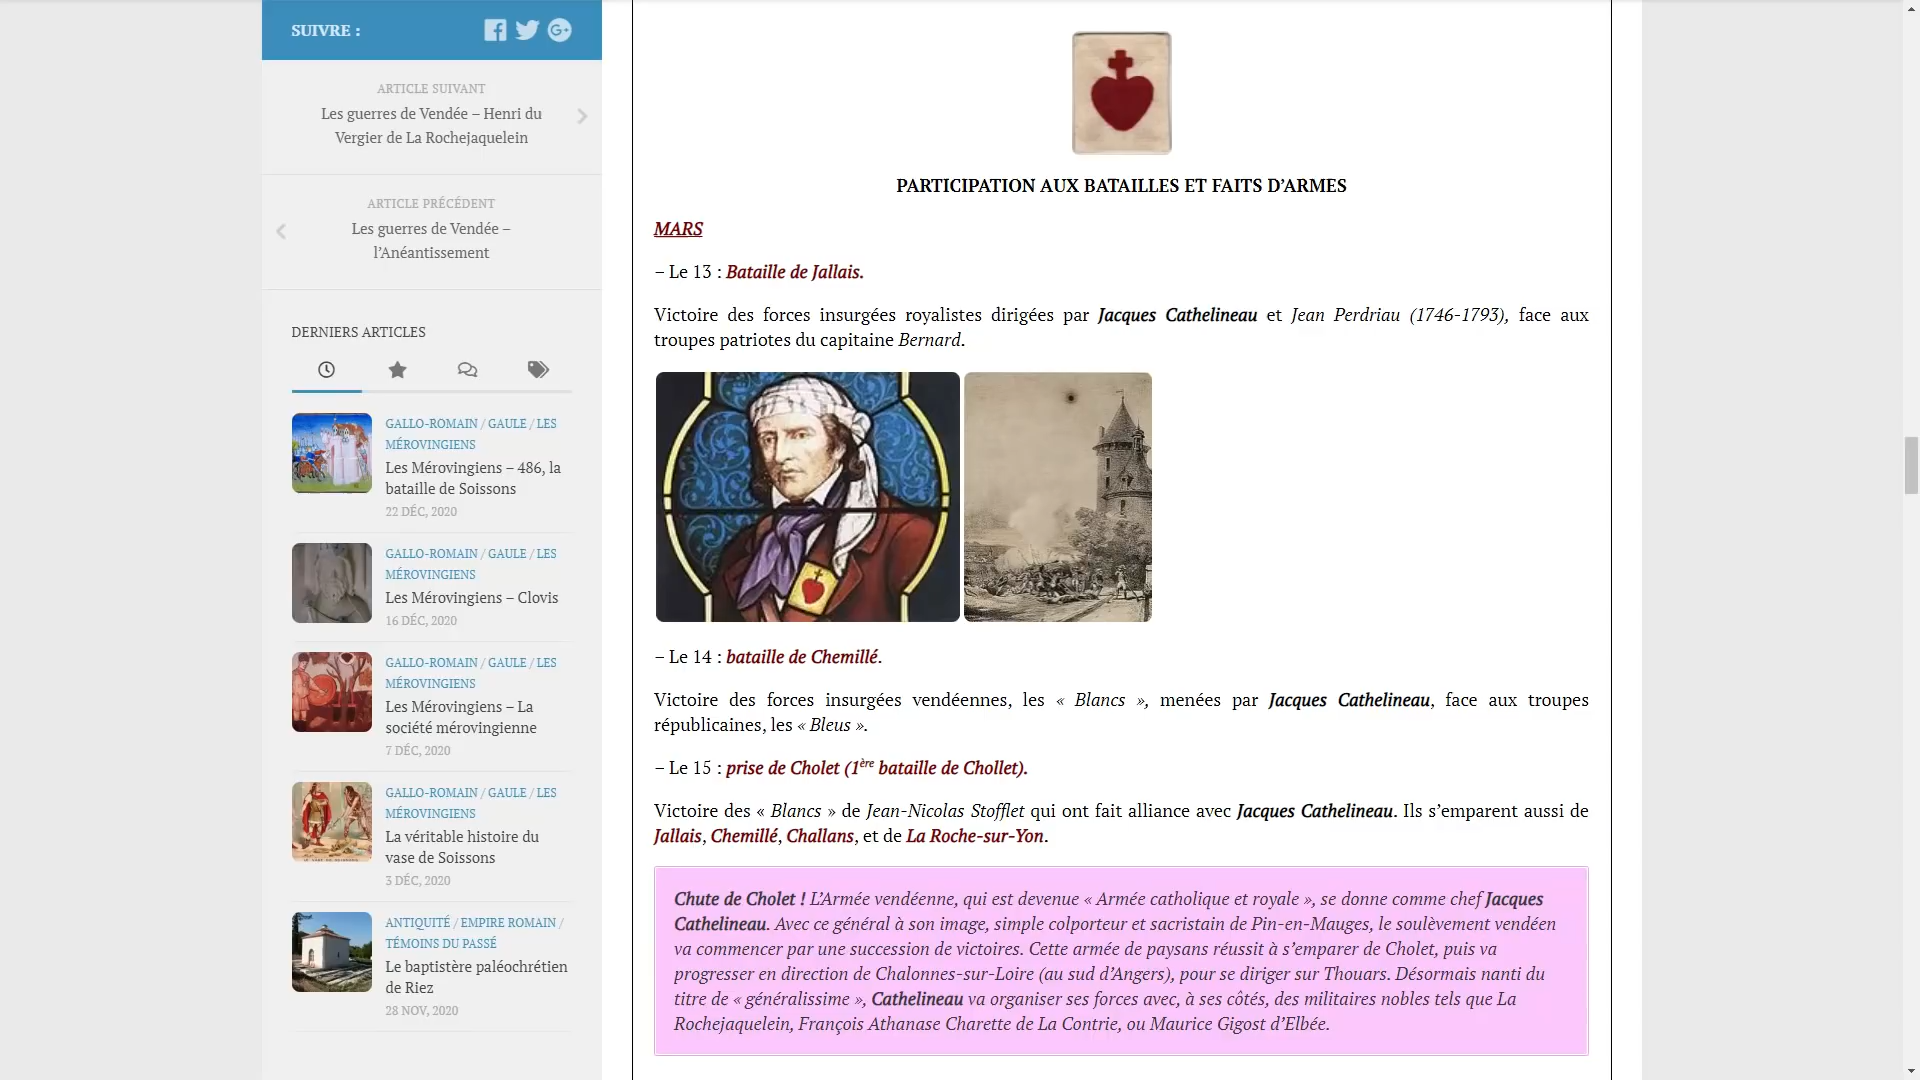 SUIVRE :
ARTICLE SUIVANT
Les guerres de Vendée – Henri du
Vergier de La Rochejaquelein
ARTICLE PRÉCÉDENT
Les guerres de Vendée –
l’Anéantissement
DERNIERS ARTICLES
GALLO-ROMAIN / GAULE / LES
MÉROVINGIENS
Les Mérovingiens – 486, la
bataille de Soissons
22 DÉC, 2020
GALLO-ROMAIN / GAULE / LES
MÉROVINGIENS
Les Mérovingiens – Clovis
16 DÉC, 2020
GALLO-ROMAIN / GAULE / LES
MÉROVINGIENS
Les Mérovingiens – La
société mérovingienne
7 DÉC, 2020
GALLO-ROMAIN / GAULE / LES
MÉROVINGIENS
La véritable histoire du
vase de Soissons
3 DÉC, 2020
ANTIQUITÉ / EMPIRE ROMAIN /
TÉMOINS DU PASSÉ
Le baptistère paléochrétien
de Riez
28 NOV, 2020
PARTICIPATION AUX BATAILLES ET FAITS D’ARMES
MARS
– Le 13 : Bataille de Jallais.
Victoire des forces insurgées royalistes dirigées par Jacques Cathelineau et Jean Perdriau (1746-1793), face aux
troupes patriotes du capitaine Bernard.
– Le 14 : bataille de Chemillé.
Victoire des forces insurgées vendéennes, les « Blancs », menées par Jacques Cathelineau, face aux troupes
républicaines, les « Bleus ».
– Le 15 : prise de Cholet (1ère bataille de Chollet).
Victoire des « Blancs » de Jean-Nicolas Stofflet qui ont fait alliance avec Jacques Cathelineau. Ils s’emparent aussi de
Jallais, Chemillé, Challans, et de La Roche-sur-Yon.
Chute de Cholet ! L’Armée vendéenne, qui est devenue « Armée catholique et royale », se donne comme chef Jacques
Cathelineau. Avec ce général à son image, simple colporteur et sacristain de Pin-en-Mauges, le soulèvement vendéen
va commencer par une succession de victoires. Cette armée de paysans réussit à s’emparer de Cholet, puis va
progresser en direction de Chalonnes-sur-Loire (au sud d’Angers), pour se diriger sur Thouars. Désormais nanti du
titre de « généralissime », Cathelineau va organiser ses forces avec, à ses côtés, des militaires nobles tels que La
Rochejaquelein, François Athanase Charette de La Contrie, ou Maurice Gigost d’Elbée.